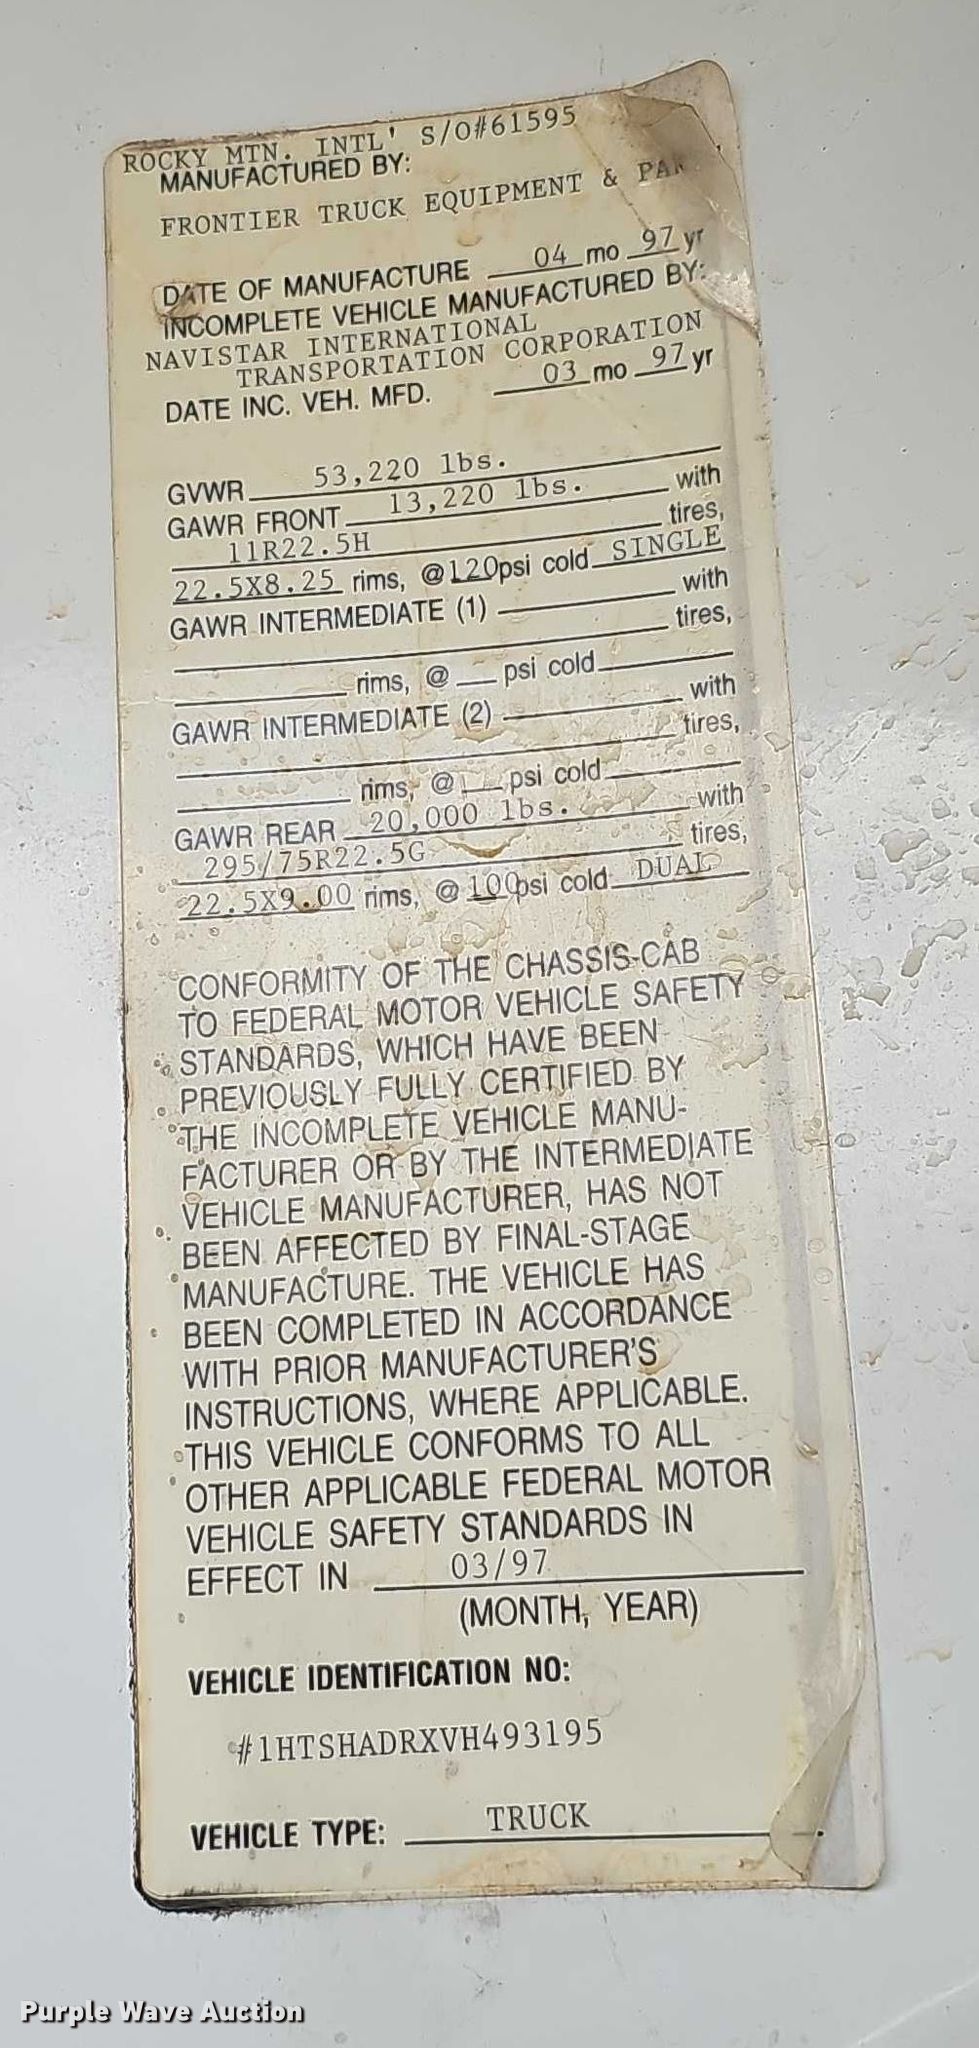 ROCKY MTN. INTL' S/O#61595
MANUFACTURED BY:
FRONTIER TRUCK EQUIPMENT &
DATE OF MANUFACTURE 04 mo 97 yr
INCOMPLETE VEHICLE MANUFACTURED BY:
NAVISTAR INTERNATIONAL
TRANSPORTATION CORPORATION
DATE INC. VEH. MFD. 03 mo 97 yr
GVWR 53,220 lbs.
GAWR FRONT 13,220 lbs. with
11R22.5H tires,
22.5X8.25 rims, @ 120 psi cold SINGLE
GAWR INTERMEDIATE (1) with
tires,
rims, @ psi cold
GAWR INTERMEDIATE (2) with
tires,
rims, @ psi cold
GAWR REAR 20,000 lbs. with
295/75R22.5G tires,
22.5X9.00 rims, @ 100 psi cold DUAL
CONFORMITY OF THE CHASSIS-CAB
TO FEDERAL MOTOR VEHICLE SAFETY
STANDARDS, WHICH HAVE BEEN
PREVIOUSLY FULLY CERTIFIED BY
THE INCOMPLETE VEHICLE MANU-
FACTURER OR BY THE INTERMEDIATE
VEHICLE MANUFACTURER, HAS NOT
BEEN AFFECTED BY FINAL-STAGE
MANUFACTURE. THE VEHICLE HAS
BEEN COMPLETED IN ACCORDANCE
WITH PRIOR MANUFACTURER'S
INSTRUCTIONS, WHERE APPLICABLE.
THIS VEHICLE CONFORMS TO ALL
OTHER APPLICABLE FEDERAL MOTOR
VEHICLE SAFETY STANDARDS IN
EFFECT IN 03/97
(MONTH, YEAR)
VEHICLE IDENTIFICATION NO:
#1HTSHADRXVH493195
VEHICLE TYPE: TRUCK
Purple Wave Auction